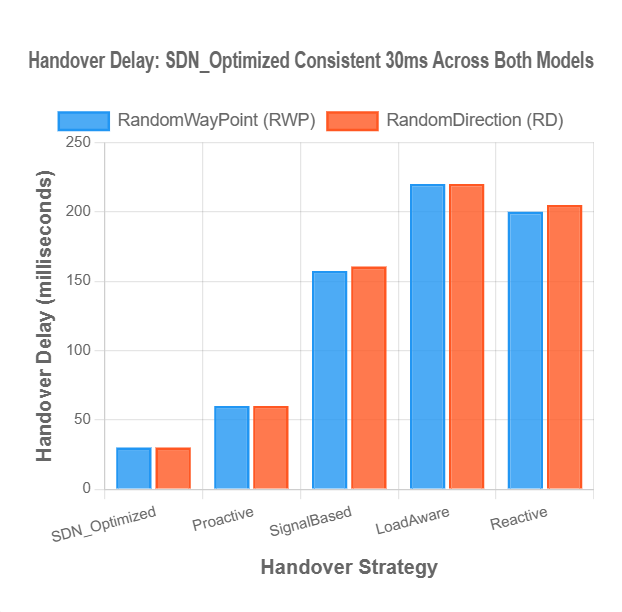 Handover Delay: SDN_Optimized Consistent 30ms Across Both Models
RandomWayPoint (RWP)
RandomDirection (RD)
Handover Delay (milliseconds)
250
200
150
100
50
0
SDN_Optimized
Proactive
SignalBased
LoadAware
Reactive
Handover Strategy